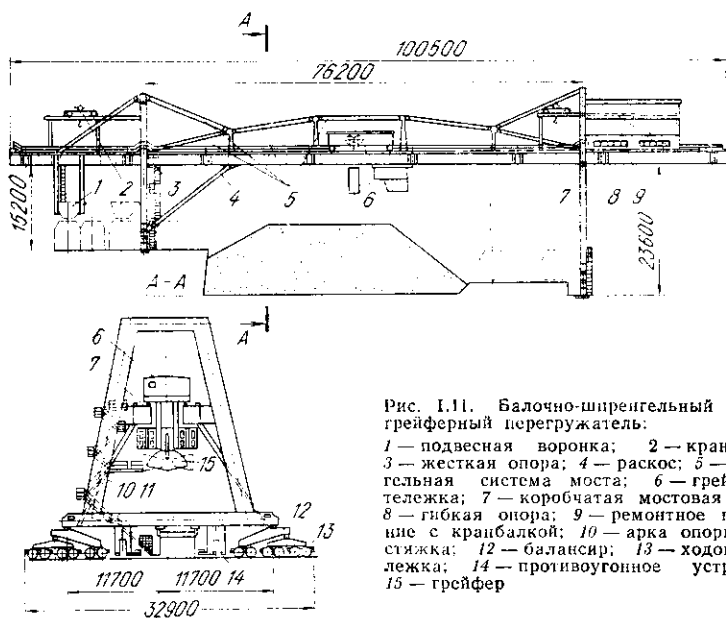 А
100500
76200
1 2 3 4 5 6 7 8 9
15200
23600
А-А
А
6
7
15
10 11
12
13
11700 11700 14
32900
Рис. 1.11. Балочно-шпренгельный
грейферный перегружатель:
1 — подвесная воронка; 2 — кран
3 — жесткая опора; 4 — раскос; 5 —
гельная система моста; 6 — грей
тележка; 7 — коробчатая мостовая
8 — гибкая опора; 9 — ремонтное п
ние с кранбалкой; 10 — арка опор
стяжка; 12 — балансир; 13 — ходо
лежка; 14 — противоугонное устр
15 — грейфер